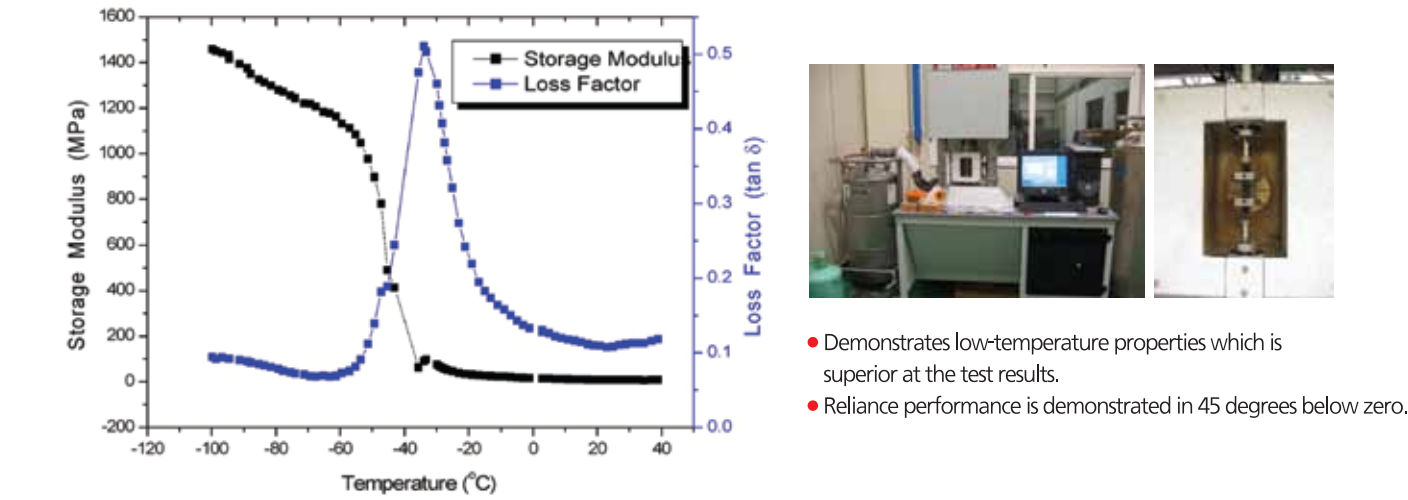 1600
1400
1200
1000
800
600
400
200
0
-200
Storage Modulus (MPa)
-120 -100 -80 -60 -40 -20 0 20 40
Temperature (°C)
Storage Modulus
Loss Factor
0.5
0.4
0.3
0.2
0.1
0.0
Loss Factor (tan δ)
● Demonstrates low-temperature properties which is
superior at the test results.
● Reliance performance is demonstrated in 45 degrees below zero.